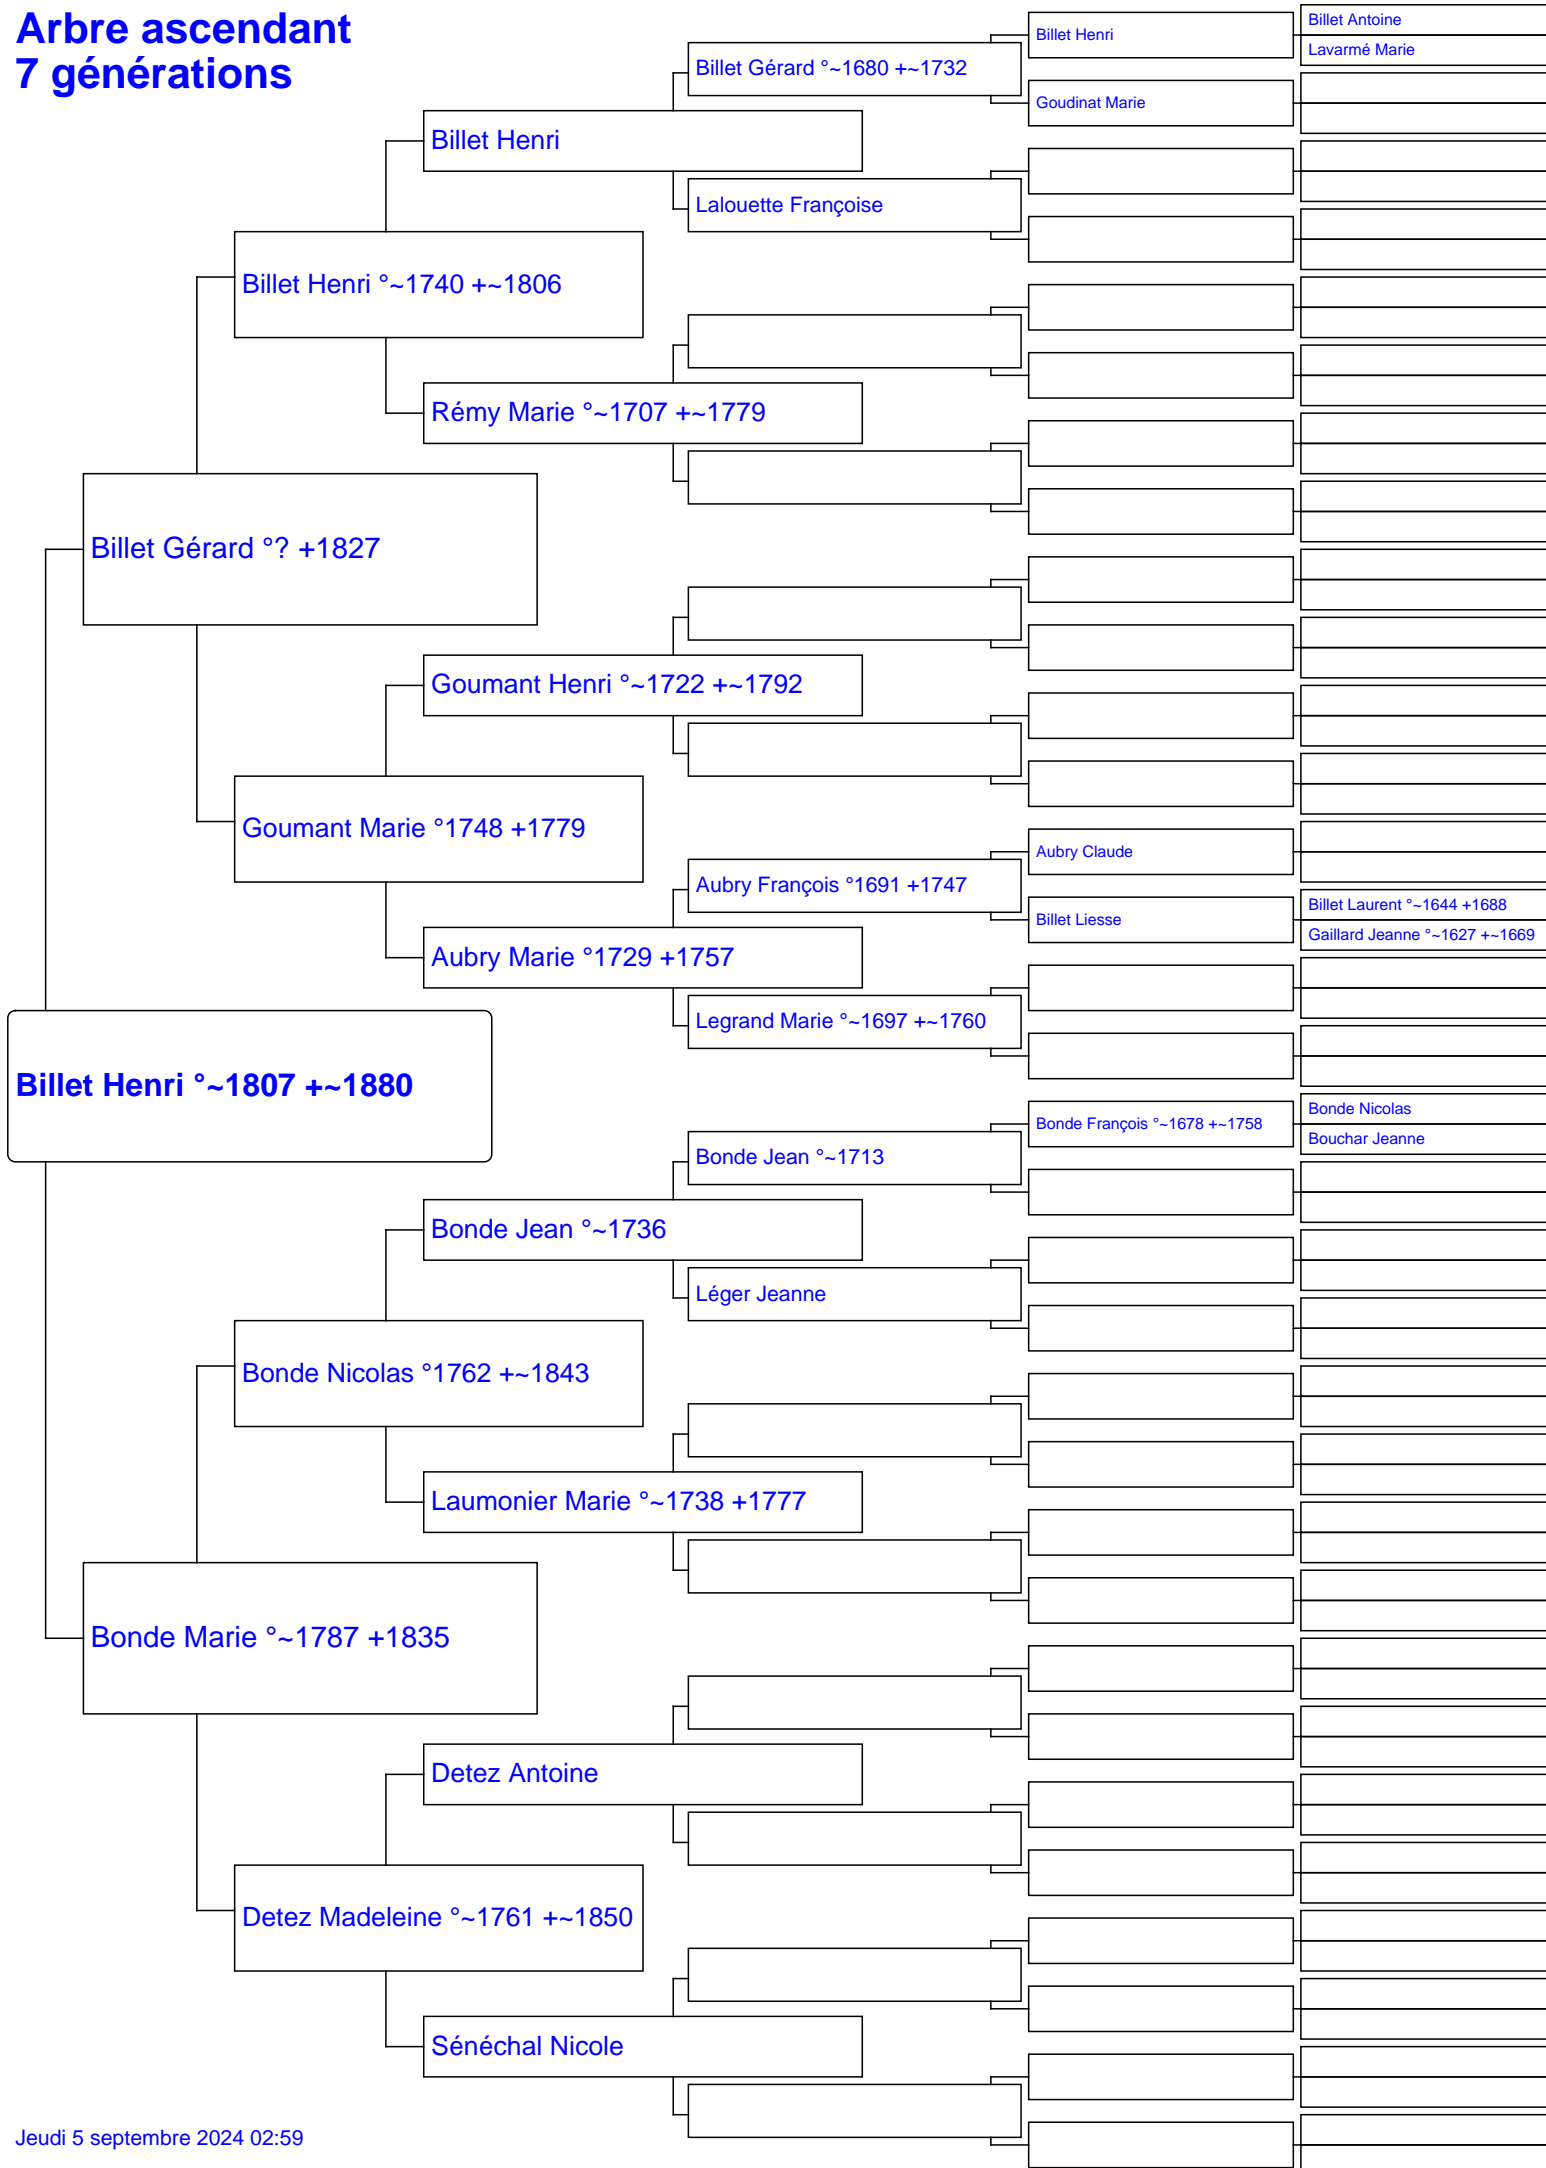 Arbre ascendant
7 générations
Billet Henri
Billet Antoine
Lavarmé Marie
Billet Gérard °~1680 +~1732
Goudinat Marie
Billet Henri
Lalouette Françoise
Billet Henri °~1740 +~1806
Rémy Marie °~1707 +~1779
Billet Gérard °? +1827
Goumant Henri °~1722 +~1792
Goumant Marie °1748 +1779
Aubry Claude
Aubry François °1691 +1747
Billet Liesse
Billet Laurent °~1644 +1688
Gaillard Jeanne °~1627 +~1669
Aubry Marie °1729 +1757
Legrand Marie °~1697 +~1760
Billet Henri °~1807 +~1880
Bonde François °~1678 +~1758
Bonde Nicolas
Bouchar Jeanne
Bonde Jean °~1713
Bonde Jean °~1736
Léger Jeanne
Bonde Nicolas °1762 +~1843
Laumonier Marie °~1738 +1777
Bonde Marie °~1787 +1835
Detez Antoine
Detez Madeleine °~1761 +~1850
Sénéchal Nicole
Jeudi 5 septembre 2024 02:59